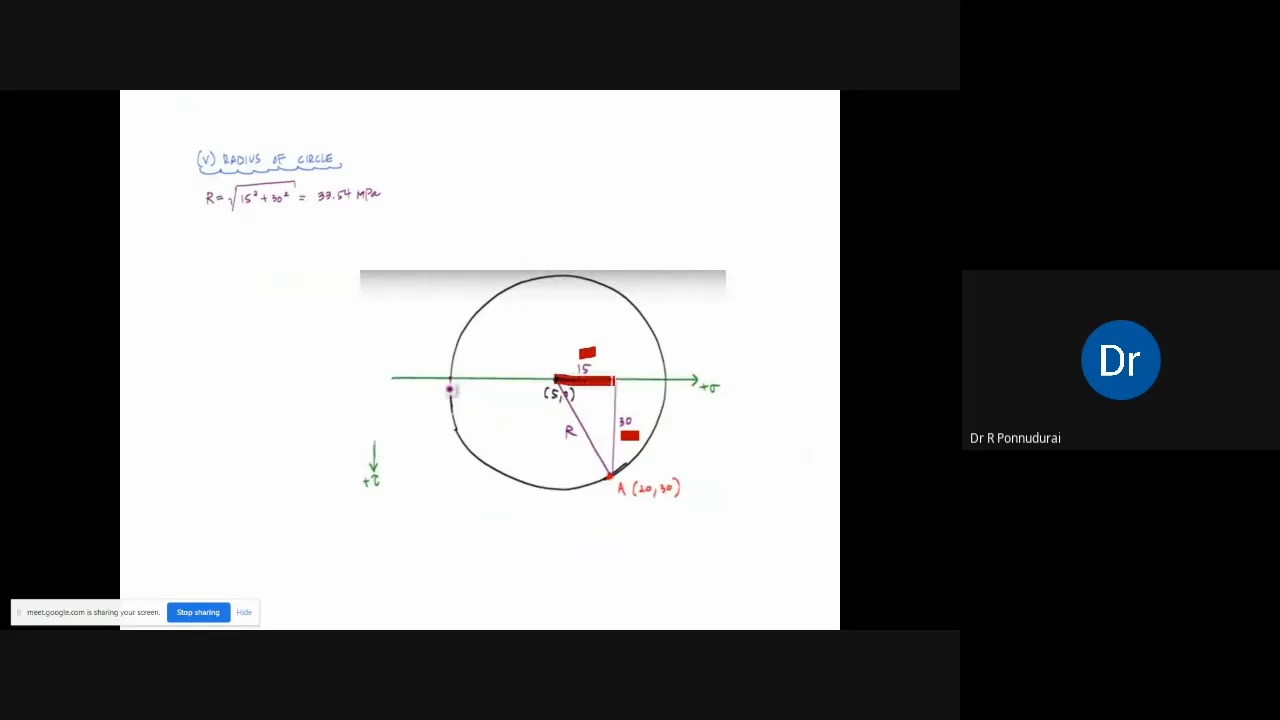 (V) RADIUS OF CIRCLE
R = √15² + 30² = 33.54 MPa
15
+σ
(5,0)
30
R
+τ
A (20,30)
Dr
Dr R Ponnudurai
meet.google.com is sharing your screen. Stop sharing Hide